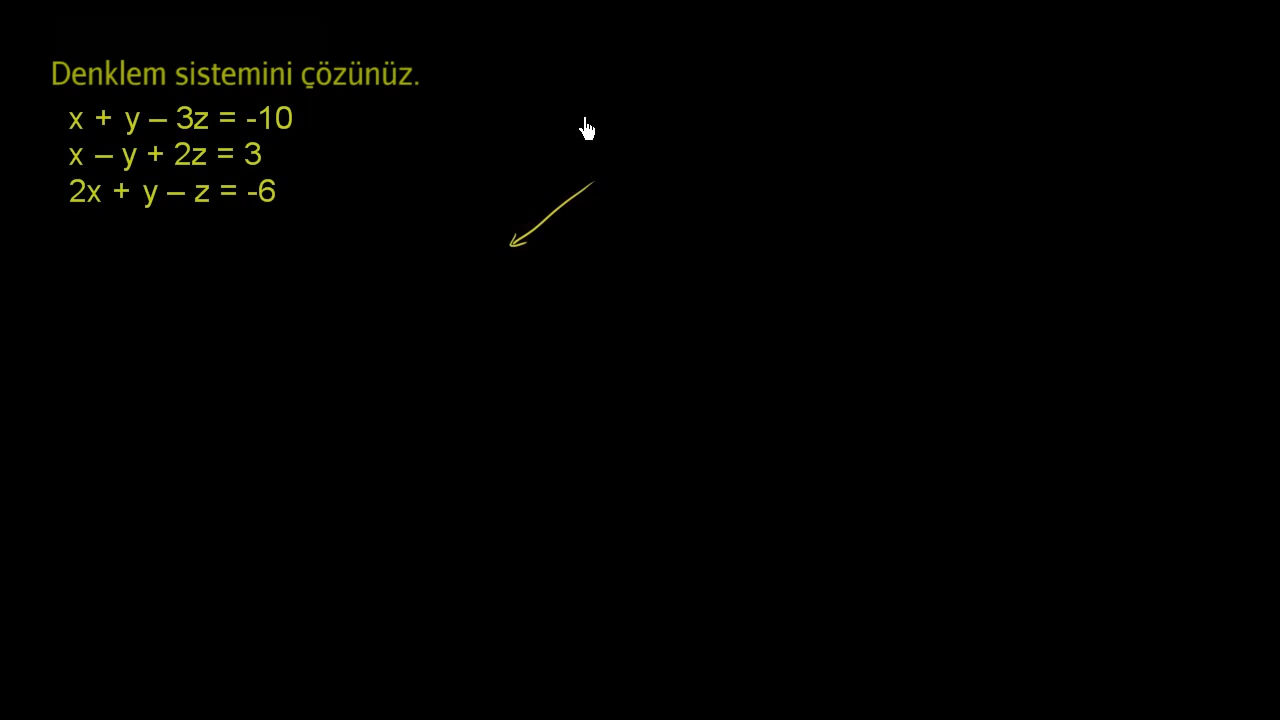 Denklem sistemini çözünüz.
x + y – 3z = -10
x – y + 2z = 3
2x + y – z = -6